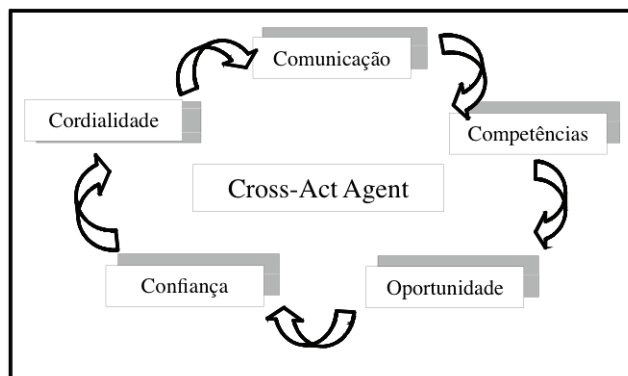 Comunicação
Cordialidade
Competências
Cross-Act Agent
Confiança
Oportunidade